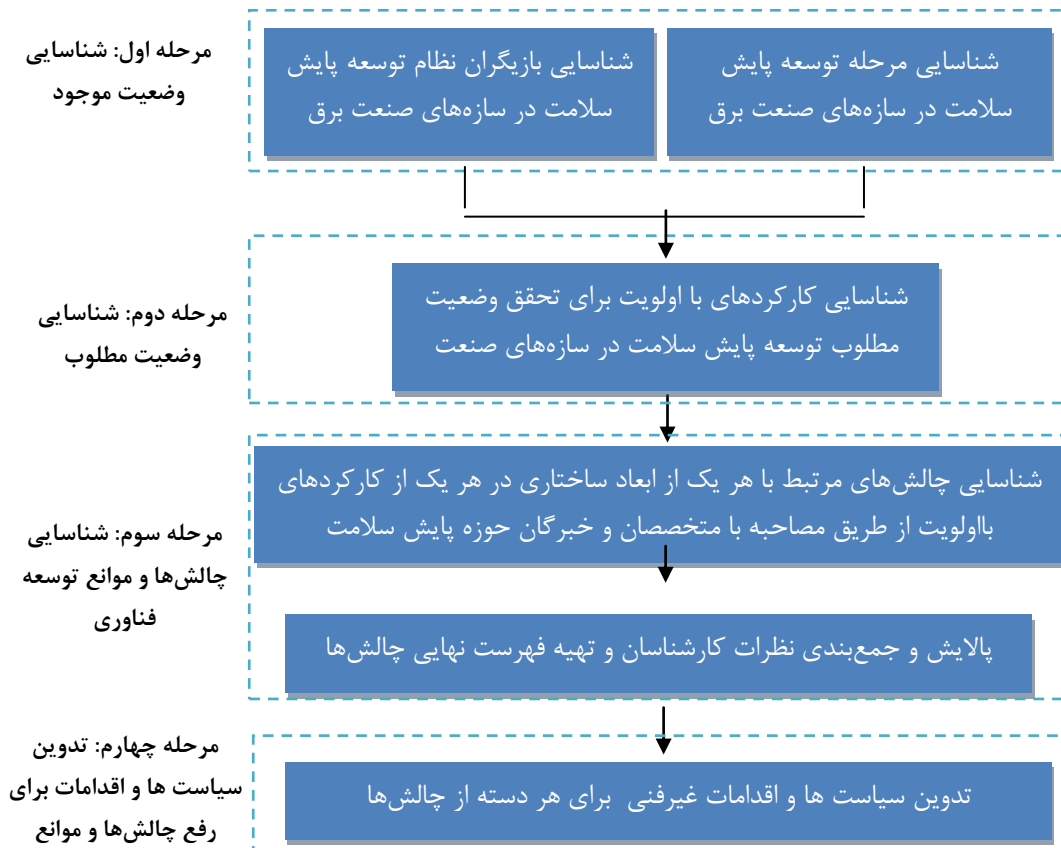 مرحله اول: شناسایی
وضعیت موجود
شناسایی مرحله توسعه پایش
سلامت در سازه‌های صنعت برق
شناسایی بازیگران نظام توسعه پایش
سلامت در سازه‌های صنعت برق
مرحله دوم: شناسایی
وضعیت مطلوب
شناسایی کارکردهای با اولویت برای تحقق وضعیت
مطلوب توسعه پایش سلامت در سازه‌های صنعت
مرحله سوم: شناسایی
چالش‌ها و موانع توسعه
فناوری
شناسایی چالش‌های مرتبط با هر یک از ابعاد ساختاری در هر یک از کارکردهای
بااولویت از طریق مصاحبه با متخصصان و خبرگان حوزه پایش سلامت
پالایش و جمع‌بندی نظرات کارشناسان و تهیه فهرست نهایی چالش‌ها
مرحله چهارم: تدوین
سیاست ها و اقدامات برای
رفع چالش‌ها و موانع
تدوین سیاست ها و اقدامات غیرفنی برای هر دسته از چالش‌ها